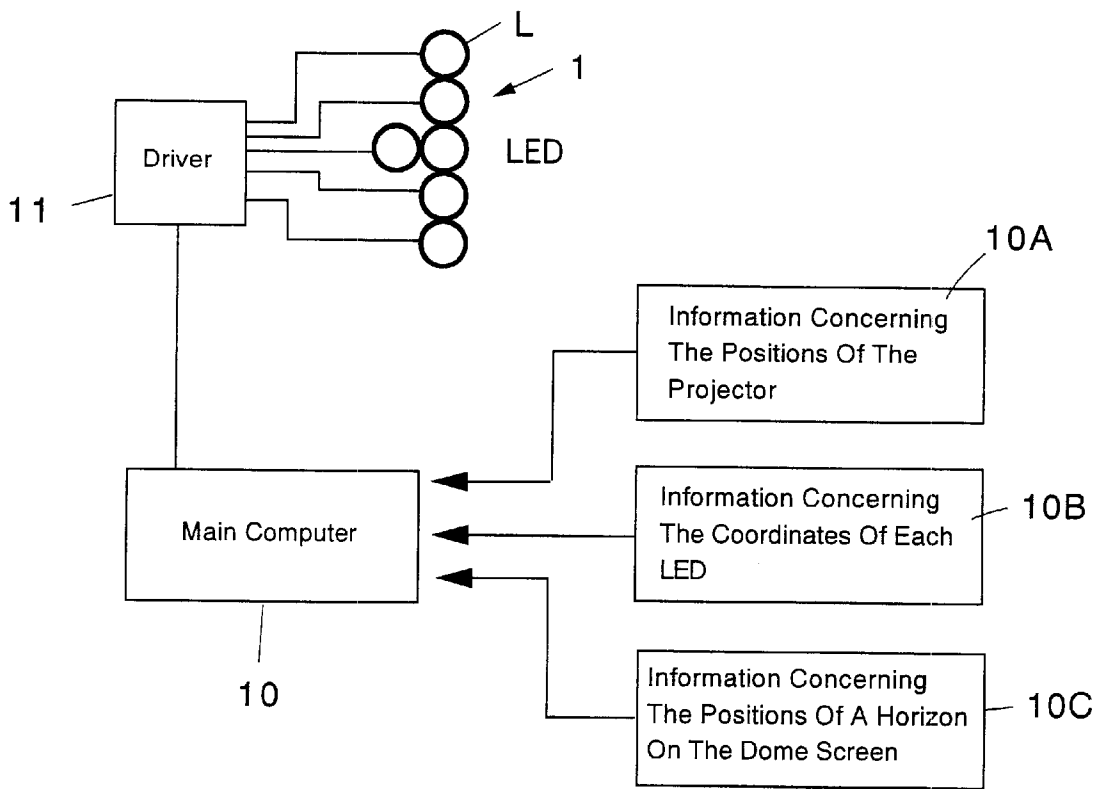 L
1
Driver
LED
11
10A
Information Concerning
The Positions Of The
Projector
Information Concerning
The Coordinates Of Each
LED
10B
Main Computer
10
Information Concerning
The Positions Of A Horizon
On The Dome Screen
10C